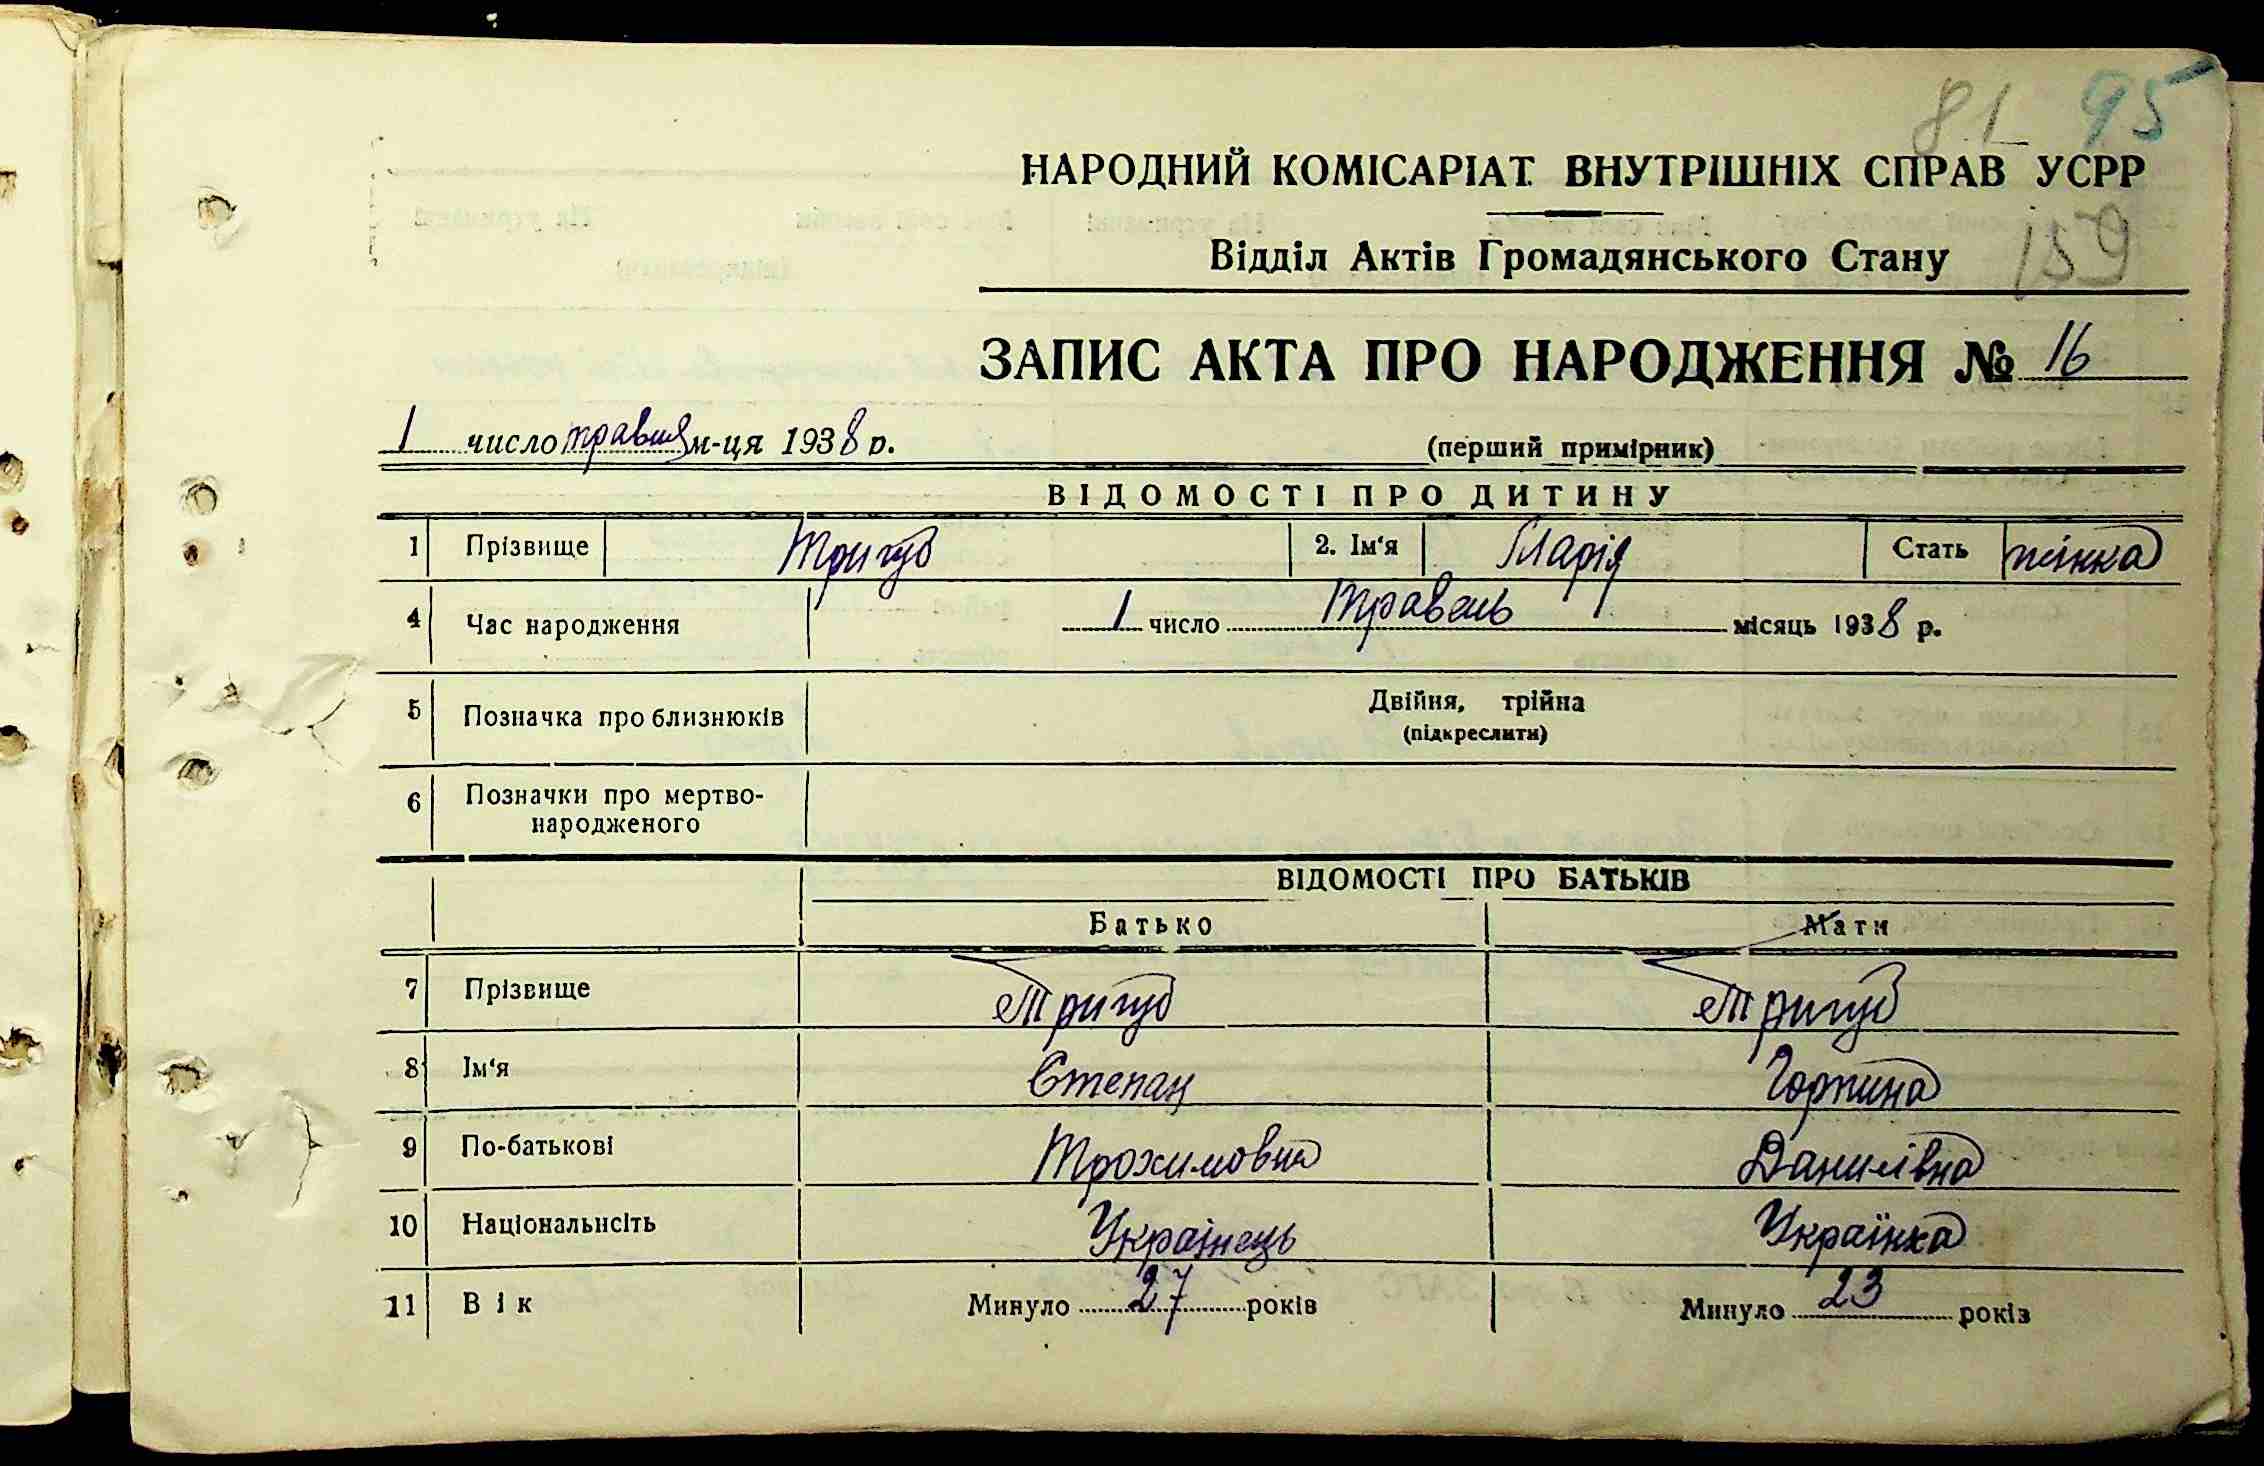 81 95
НАРОДНИЙ КОМІСАРІАТ ВНУТРІШНІХ СПРАВ УСРР
Відділ Актів Громадянського Стану 159
ЗАПИС АКТА ПРО НАРОДЖЕННЯ № 16
1 число травня м-ця 1938 р. (перший примірник)
ВІДОМОСТІ ПРО ДИТИНУ
1 Прізвище Тригуб 2. Ім'я Марія Стать жінка
4 Час народження 1 число травень місяць 1938 р.
5 Позначка про близнюків Двійня, трійна
(підкреслити)
6 Позначки про мертво-
народженого
ВІДОМОСТІ ПРО БАТЬКІВ
Батько Мати
7 Прізвище Тригуб Тригуб
8 Ім'я Степан Горпина
9 По-батькові Трохимовна Данилівна
10 Національнсіть Українець Українка
11 Вік Минуло 27 років Минуло 23 років